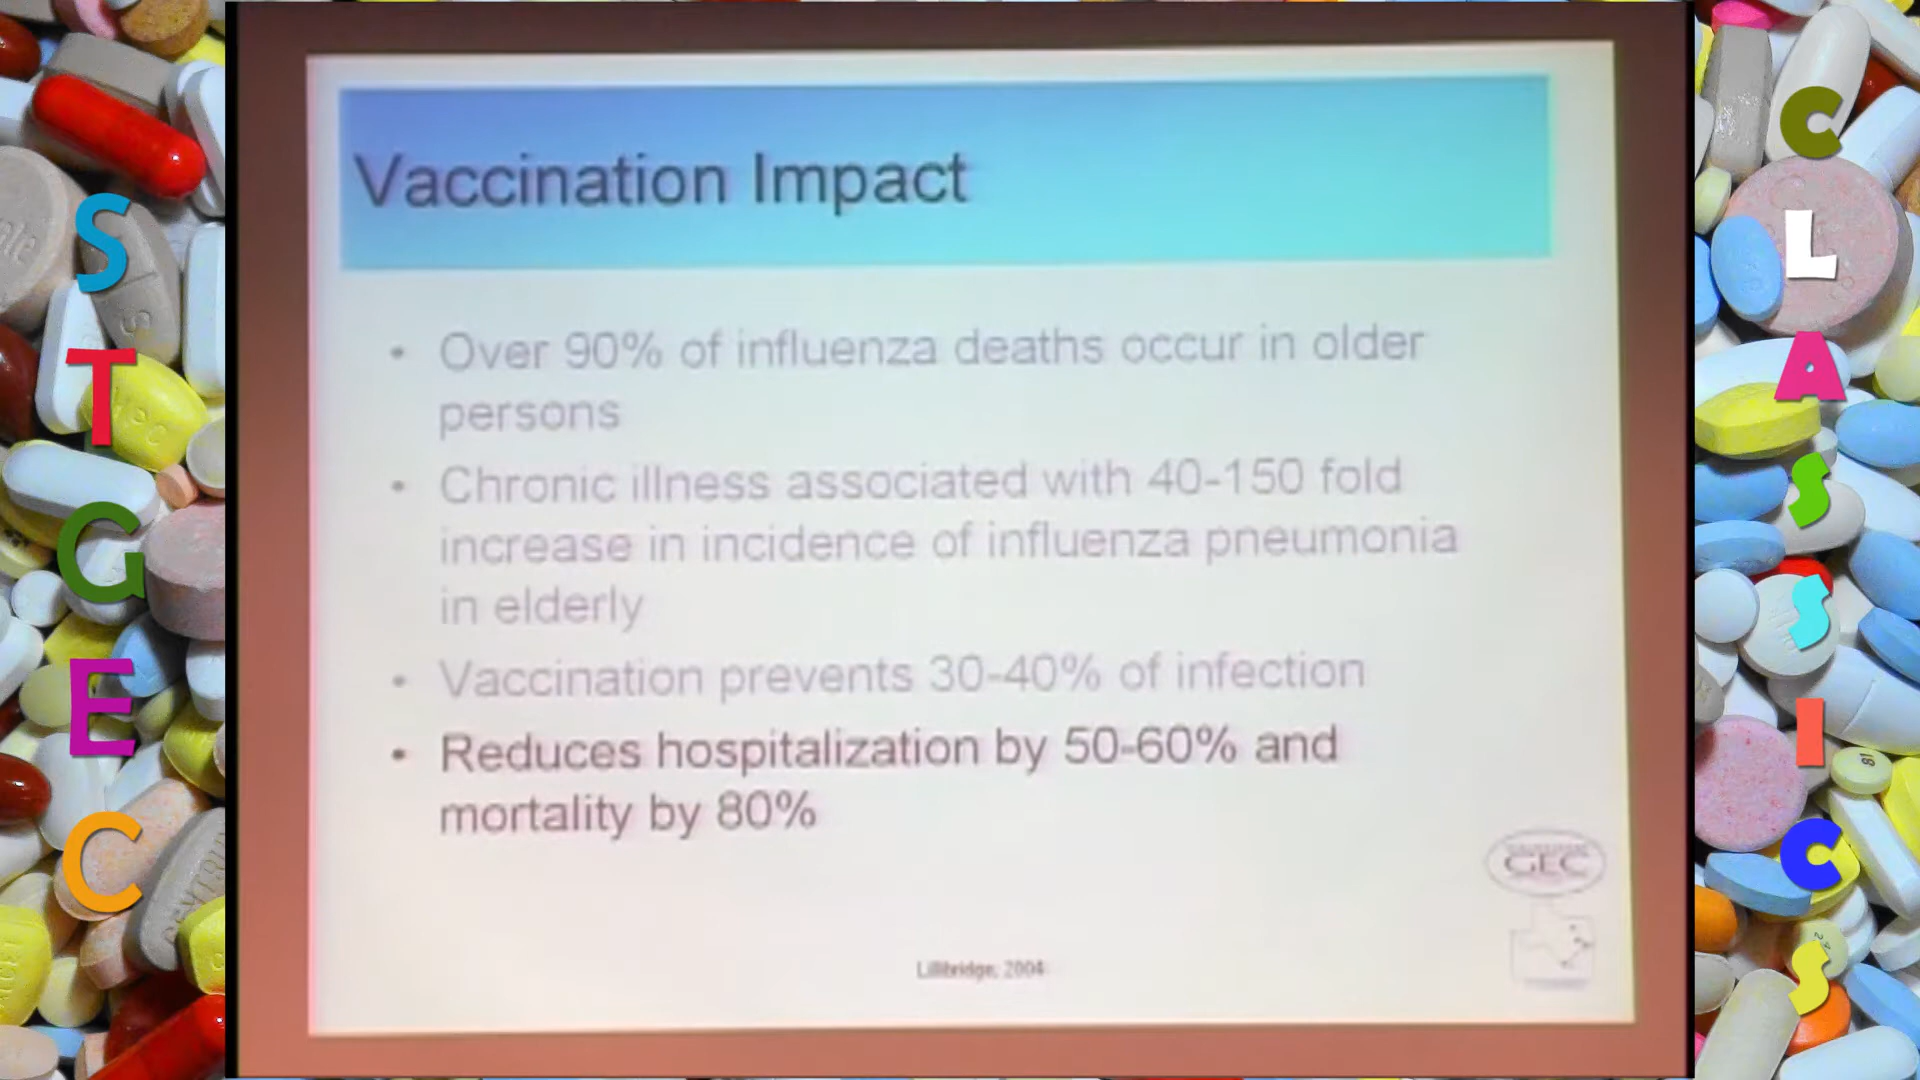 Vaccination Impact
• Over 90% of influenza deaths occur in older
persons
• Chronic illness associated with 40-150 fold
increase in incidence of influenza pneumonia
in elderly
• Vaccination prevents 30-40% of infection
• Reduces hospitalization by 50-60% and
mortality by 80%
GEC
Lillibridge, 2004
STGEC
CLASSICS